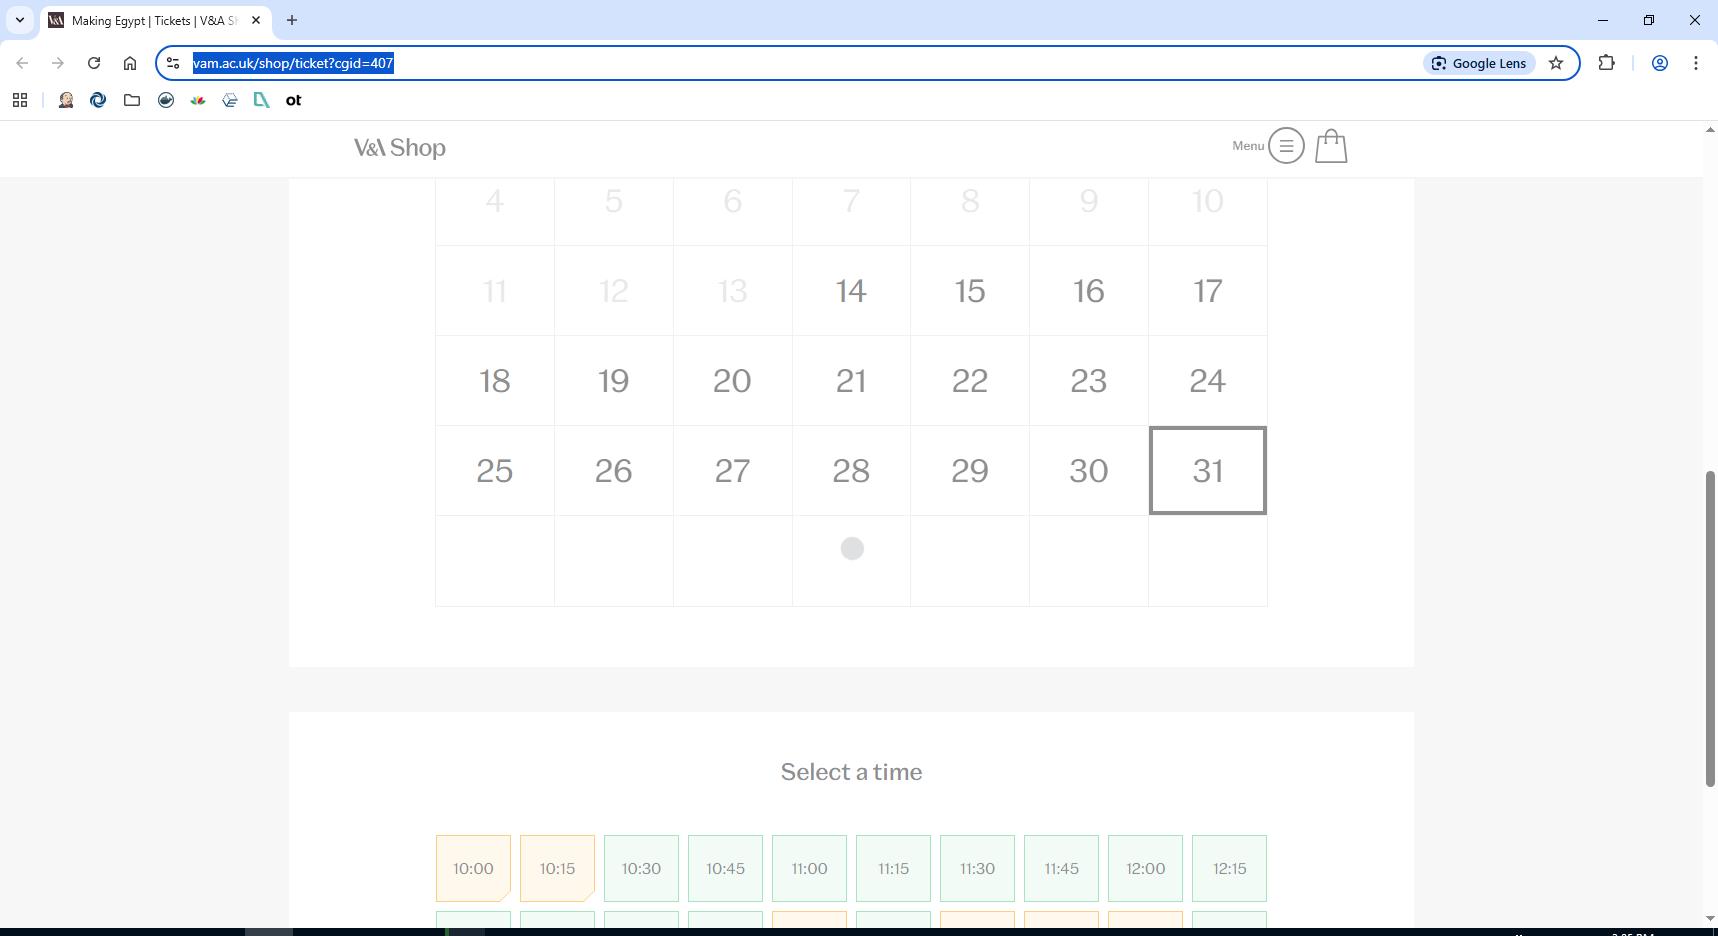 Making Egypt | Tickets | V&A S
vam.ac.uk/shop/ticket?cgid=407
Google Lens
ot
V&A Shop
Menu
4 5 6 7 8 9 10
11 12 13 14 15 16 17
18 19 20 21 22 23 24
25 26 27 28 29 30 31
Select a time
10:00 10:15 10:30 10:45 11:00 11:15 11:30 11:45 12:00 12:15